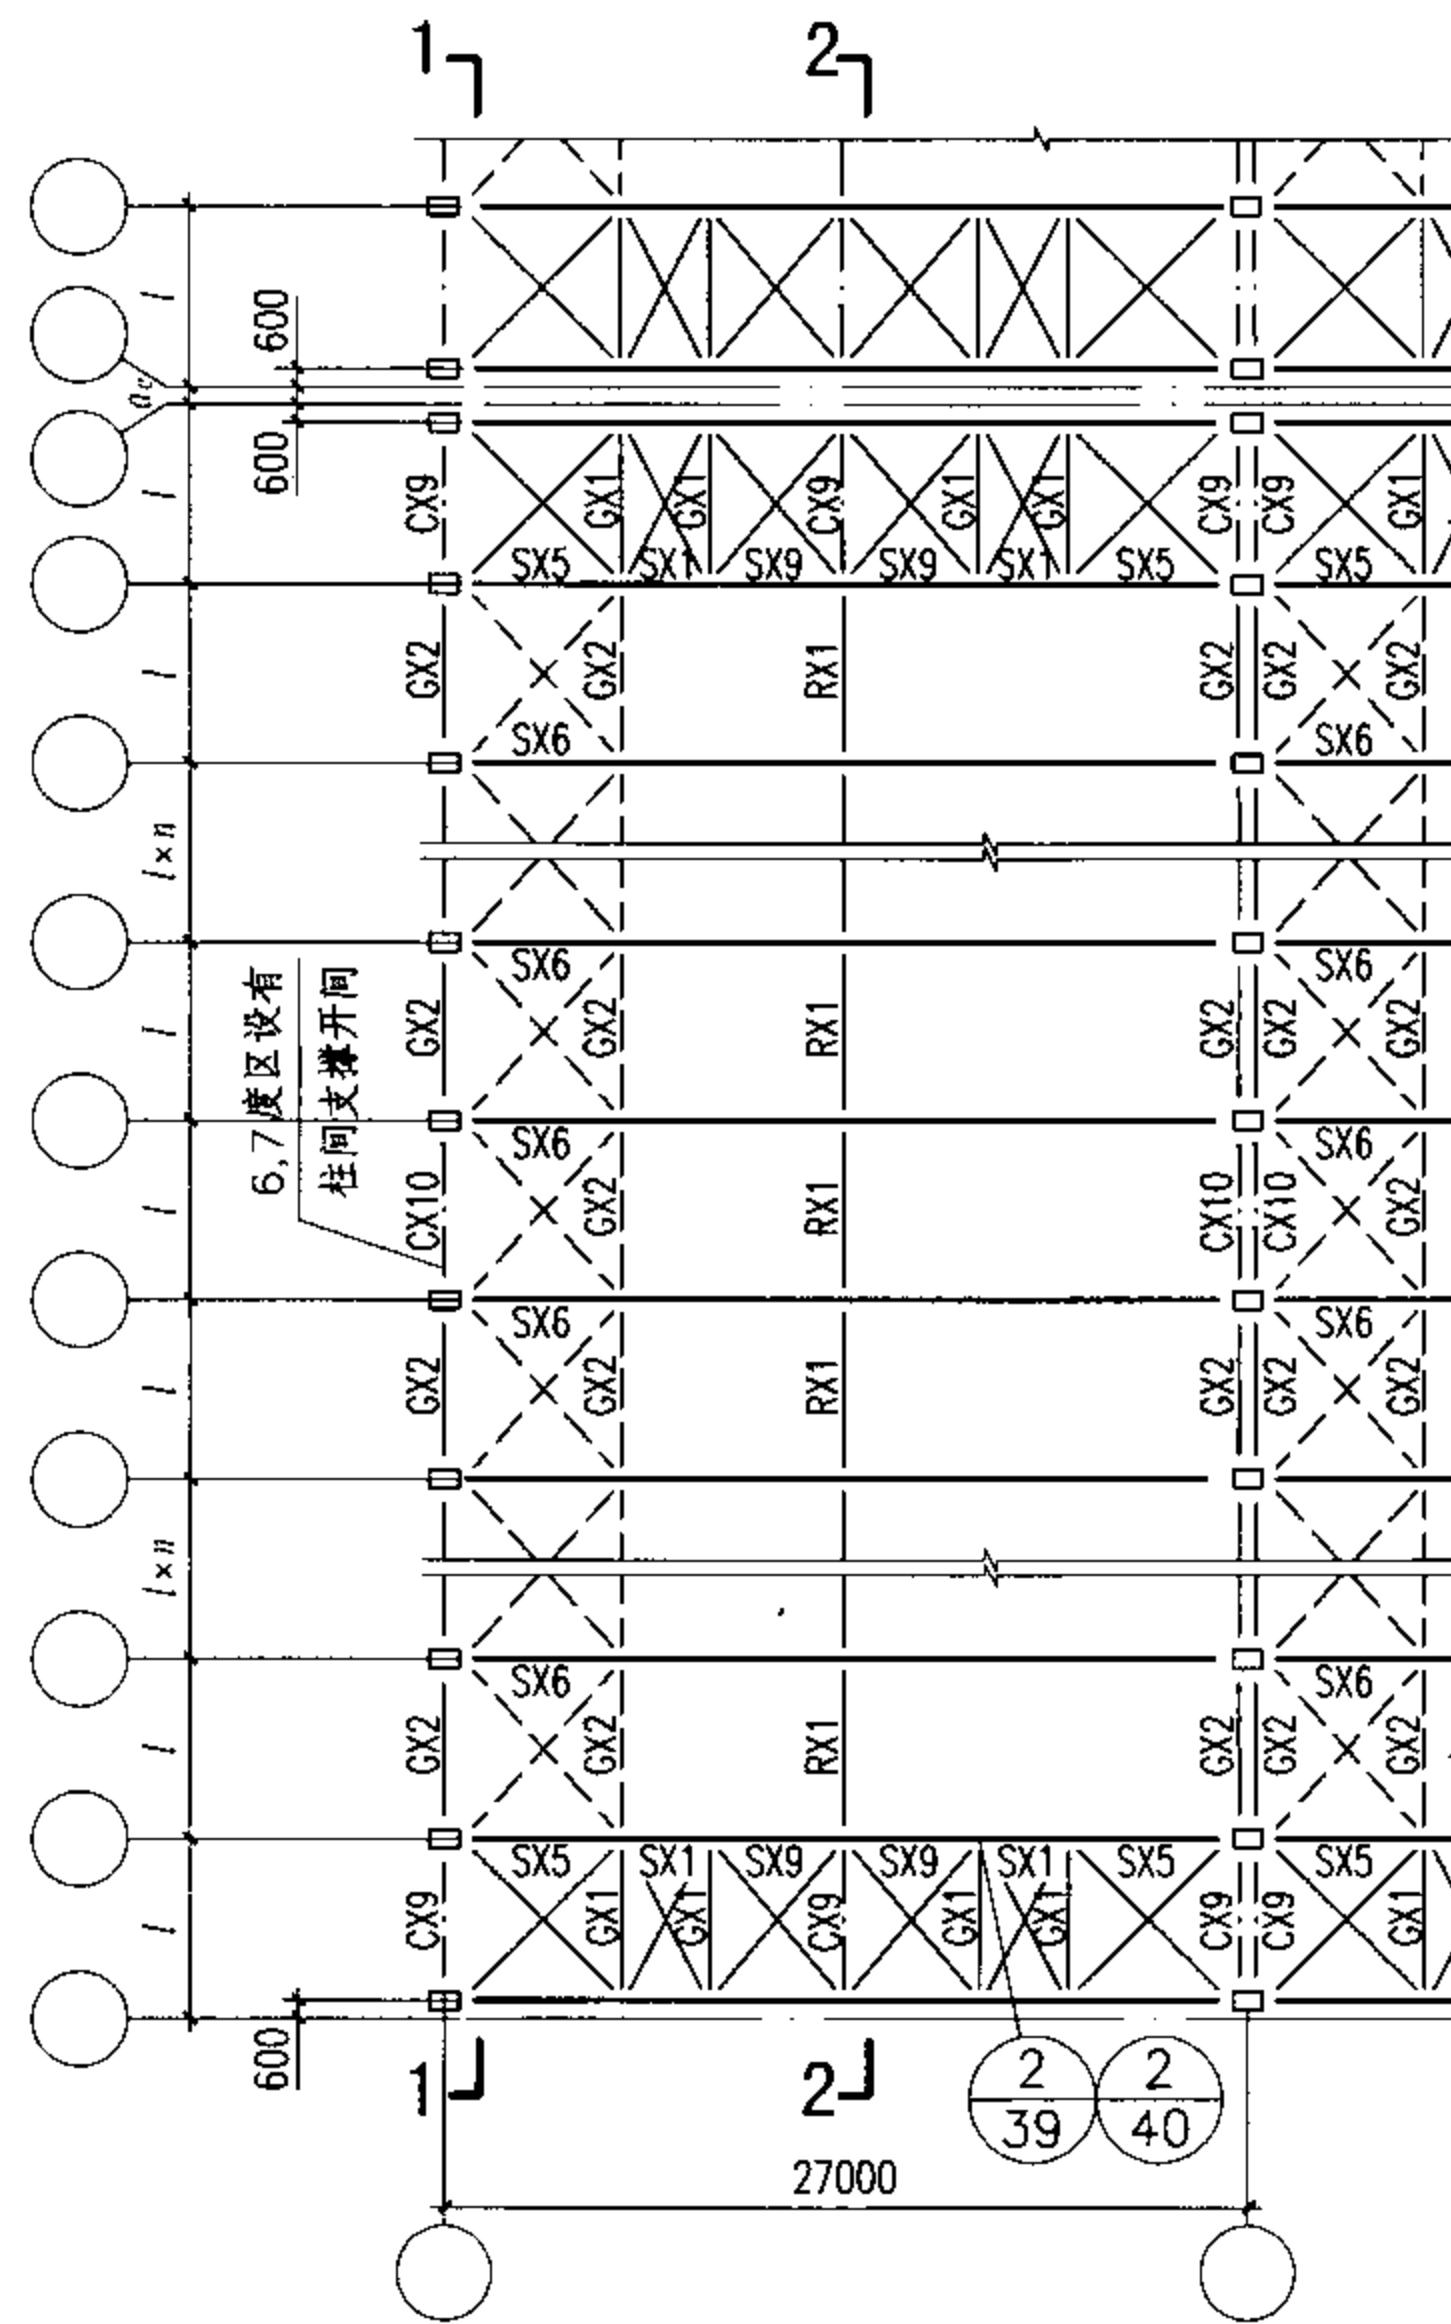 1 2
l
600
a c
600
l
CX9 GX1 GX1 CX9 GX1 GX1 CX9 CX9 GX1
SX5 SX1 SX9 SX9 SX1 SX5 SX5
l
GX2 GX2 RX1 GX2 GX2 GX2
SX6 SX6
l×n
SX6 SX6
6,7度区设有
柱间支撑开间
l
GX2 GX2 RX1 GX2 GX2 GX2
SX6 SX6
l
CX10 GX2 RX1 CX10 CX10 GX2
SX6 SX6
l
GX2 GX2 RX1 GX2 GX2 GX2
l×n
SX6 SX6
l
GX2 GX2 RX1 GX2 GX2 GX2
SX5 SX1 SX9 SX9 SX1 SX5 SX5
l
CX9 GX1 GX1 CX9 GX1 GX1 CX9 CX9 GX1
600
1 2
2 2
39 40
27000